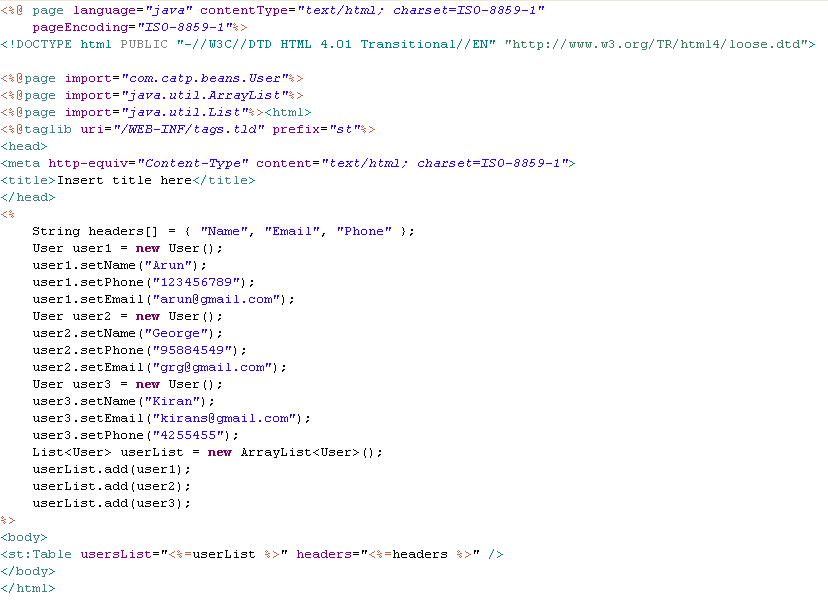 <%@ page language="java" contentType="text/html; charset=ISO-8859-1"
    pageEncoding="ISO-8859-1"%>
<!DOCTYPE html PUBLIC "-//W3C//DTD HTML 4.01 Transitional//EN" "http://www.w3.org/TR/html4/loose.dtd">

<%@page import="com.catp.beans.User"%>
<%@page import="java.util.ArrayList"%>
<%@page import="java.util.List"%><html>
<%@taglib uri="/WEB-INF/tags.tld" prefix="st"%>
<head>
<meta http-equiv="Content-Type" content="text/html; charset=ISO-8859-1">
<title>Insert title here</title>
</head>
<%
    String headers[] = { "Name", "Email", "Phone" };
    User user1 = new User();
    user1.setName("Arun");
    user1.setPhone("123456789");
    user1.setEmail("arun@gmail.com");
    User user2 = new User();
    user2.setName("George");
    user2.setPhone("95884549");
    user2.setEmail("grg@gmail.com");
    User user3 = new User();
    user3.setName("Kiran");
    user3.setEmail("kirans@gmail.com");
    user3.setPhone("4255455");
    List<User> userList = new ArrayList<User>();
    userList.add(user1);
    userList.add(user2);
    userList.add(user3);
%>
<body>
<st:Table usersList="<%=userList %>" headers="<%=headers %>" />
</body>
</html>